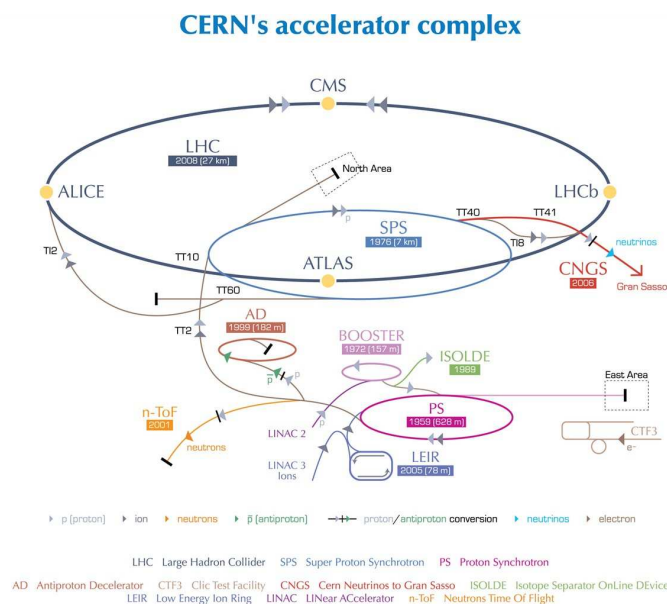 CERN's accelerator complex
CMS
LHC
2008 (27 km)
North Area
ALICE
LHCb
p
TT40
TT41
SPS
1976 (7 km)
TI8
neutrinos
TI2
TT10
ATLAS
CNGS
2006
Gran Sasso
TT60
AD
1999 (182 m)
TT2
BOOSTER
1972 (157 m)
ISOLDE
1989
p̄
p
East Area
n-ToF
2001
PS
1959 (628 m)
LINAC 2
p
neutrons
CTF3
e-
LINAC 3
Ions
LEIR
2005 (78 m)
p (proton) ion neutrons p̄ (antiproton) proton/antiproton conversion neutrinos electron
LHC Large Hadron Collider SPS Super Proton Synchrotron PS Proton Synchrotron
AD Antiproton Decelerator CTF3 Clic Test Facility CNGS Cern Neutrinos to Gran Sasso ISOLDE Isotope Separator OnLine DEvice
LEIR Low Energy Ion Ring LINAC LINear ACcelerator n-ToF Neutrons Time Of Flight